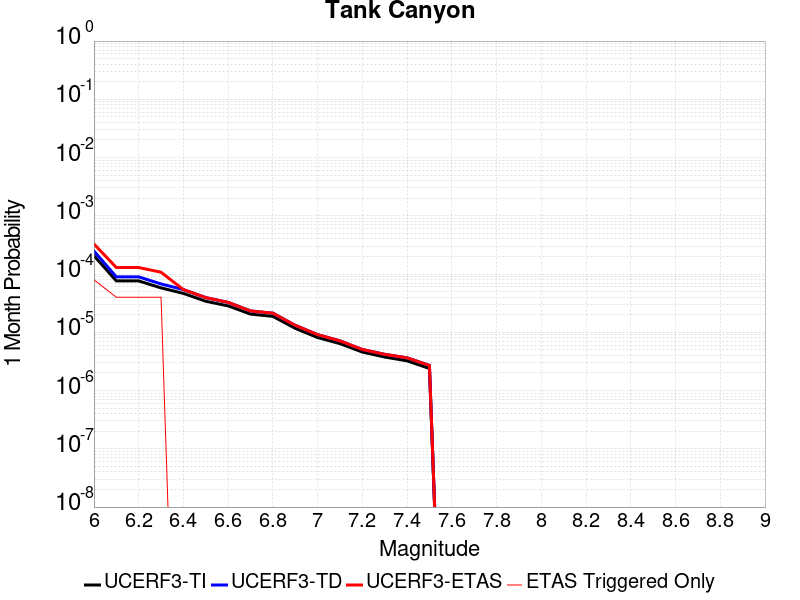 Tank Canyon
10^0
10^-1
10^-2
10^-3
10^-4
10^-5
10^-6
10^-7
10^-8
1 Month Probability
6 6.2 6.4 6.6 6.8 7 7.2 7.4 7.6 7.8 8 8.2 8.4 8.6 8.8 9
Magnitude
UCERF3-TI UCERF3-TD UCERF3-ETAS ETAS Triggered Only